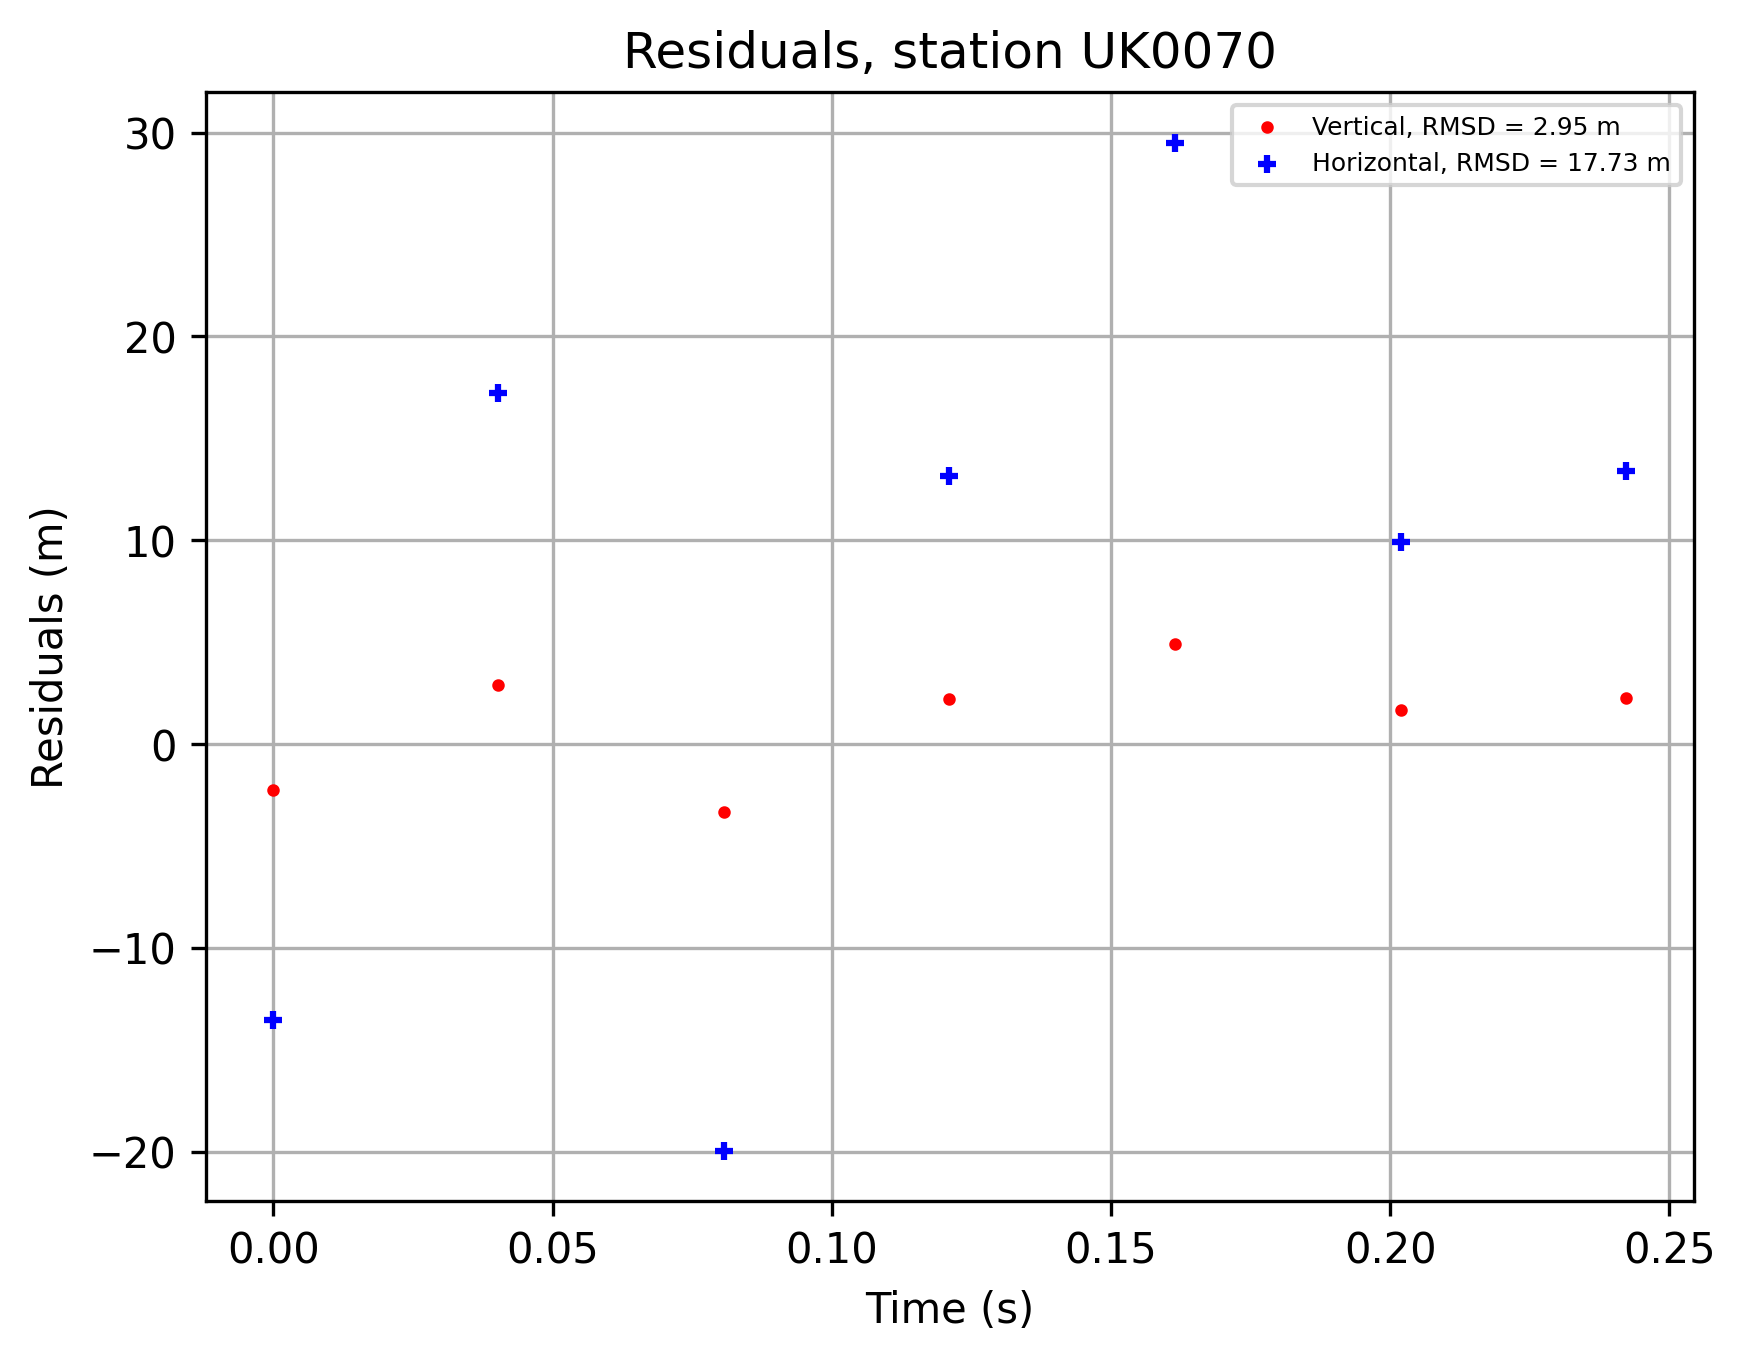 Residuals, station UK0070
Vertical, RMSD = 2.95 m
Horizontal, RMSD = 17.73 m
30
20
10
0
−10
−20
Residuals (m)
0.00 0.05 0.10 0.15 0.20 0.25
Time (s)